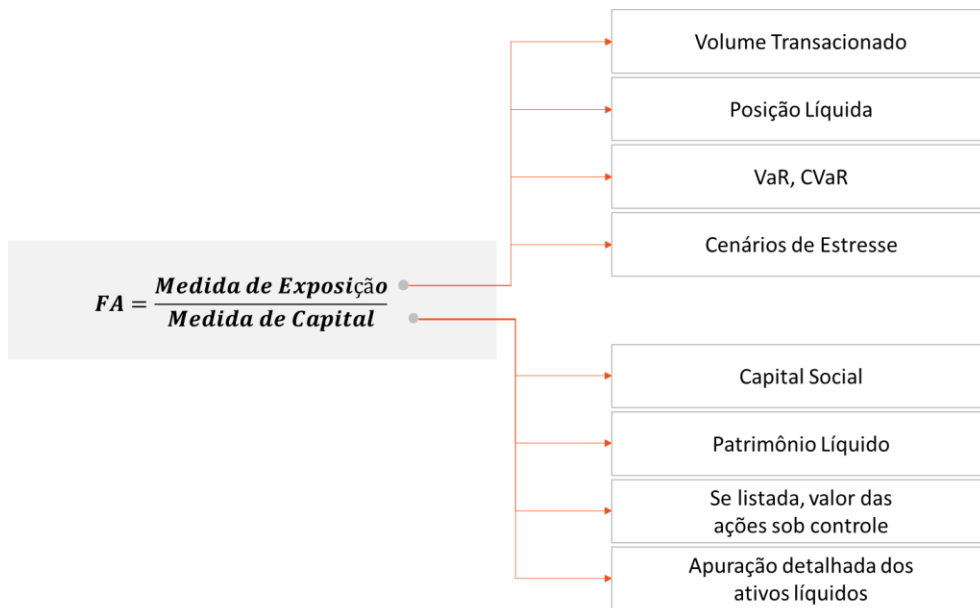 Volume Transacionado
Posição Líquida
VaR, CVaR
Cenários de Estresse
FA = Medida de Exposição
Medida de Capital
Capital Social
Patrimônio Líquido
Se listada, valor das
ações sob controle
Apuração detalhada dos
ativos líquidos